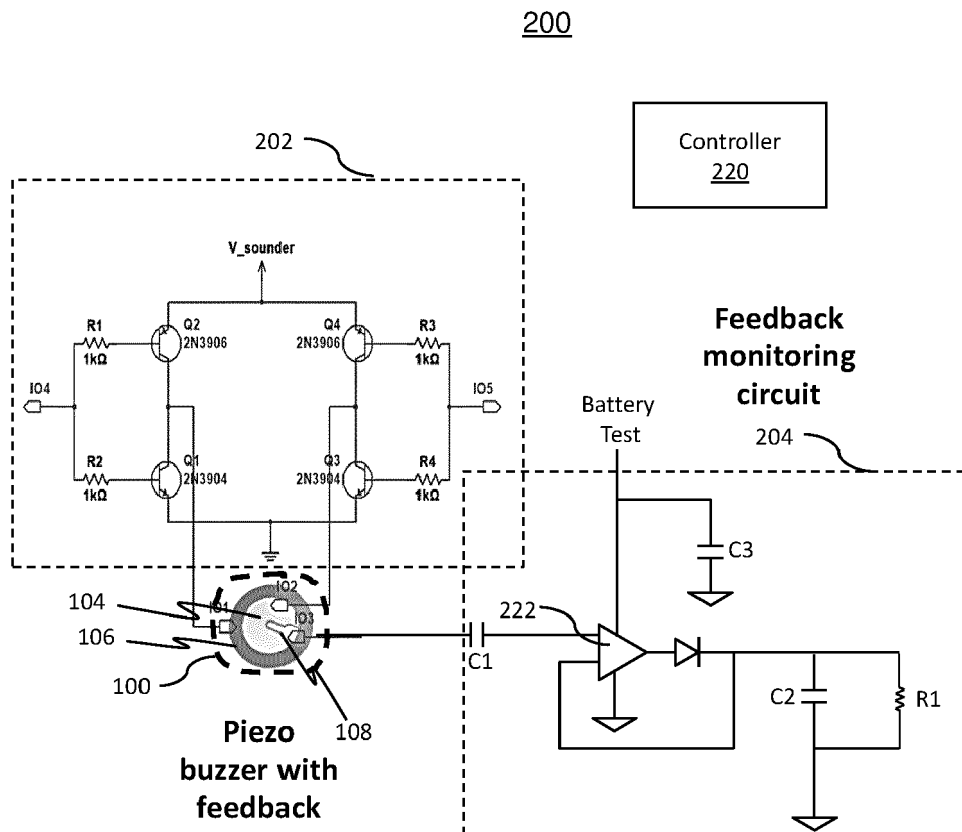 200
202
Controller
220
V_sounder
R1
1kΩ
Q2
2N3906
Q4
2N3906
R3
1kΩ
IO4
IO5
R2
1kΩ
Q1
2N3904
Q3
2N3904
R4
1kΩ
Feedback
monitoring
circuit
204
Battery
Test
C3
104
106
100
IO1
IO2
IO3
108
Piezo
buzzer with
feedback
C1
222
C2
R1